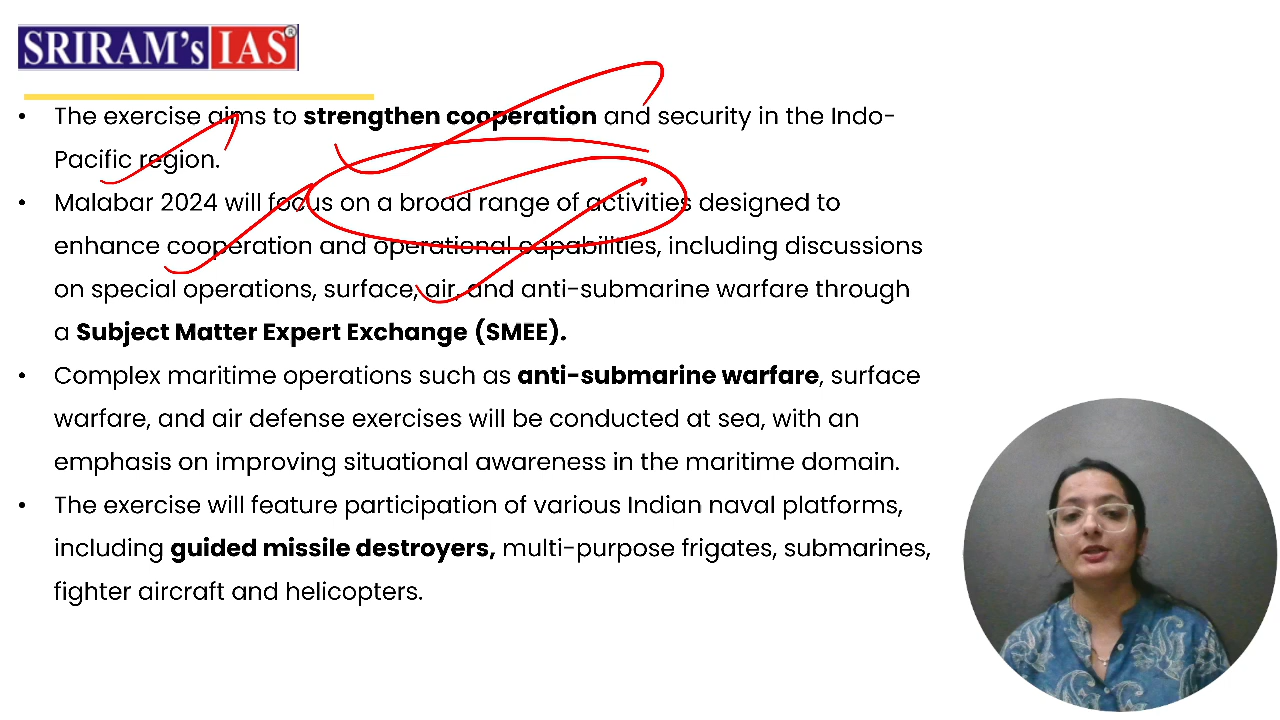 SRIRAM's IAS®
• The exercise aims to strengthen cooperation and security in the Indo-
Pacific region.
• Malabar 2024 will focus on a broad range of activities designed to
enhance cooperation and operational capabilities, including discussions
on special operations, surface, air, and anti-submarine warfare through
a Subject Matter Expert Exchange (SMEE).
• Complex maritime operations such as anti-submarine warfare, surface
warfare, and air defense exercises will be conducted at sea, with an
emphasis on improving situational awareness in the maritime domain.
• The exercise will feature participation of various Indian naval platforms,
including guided missile destroyers, multi-purpose frigates, submarines,
fighter aircraft and helicopters.